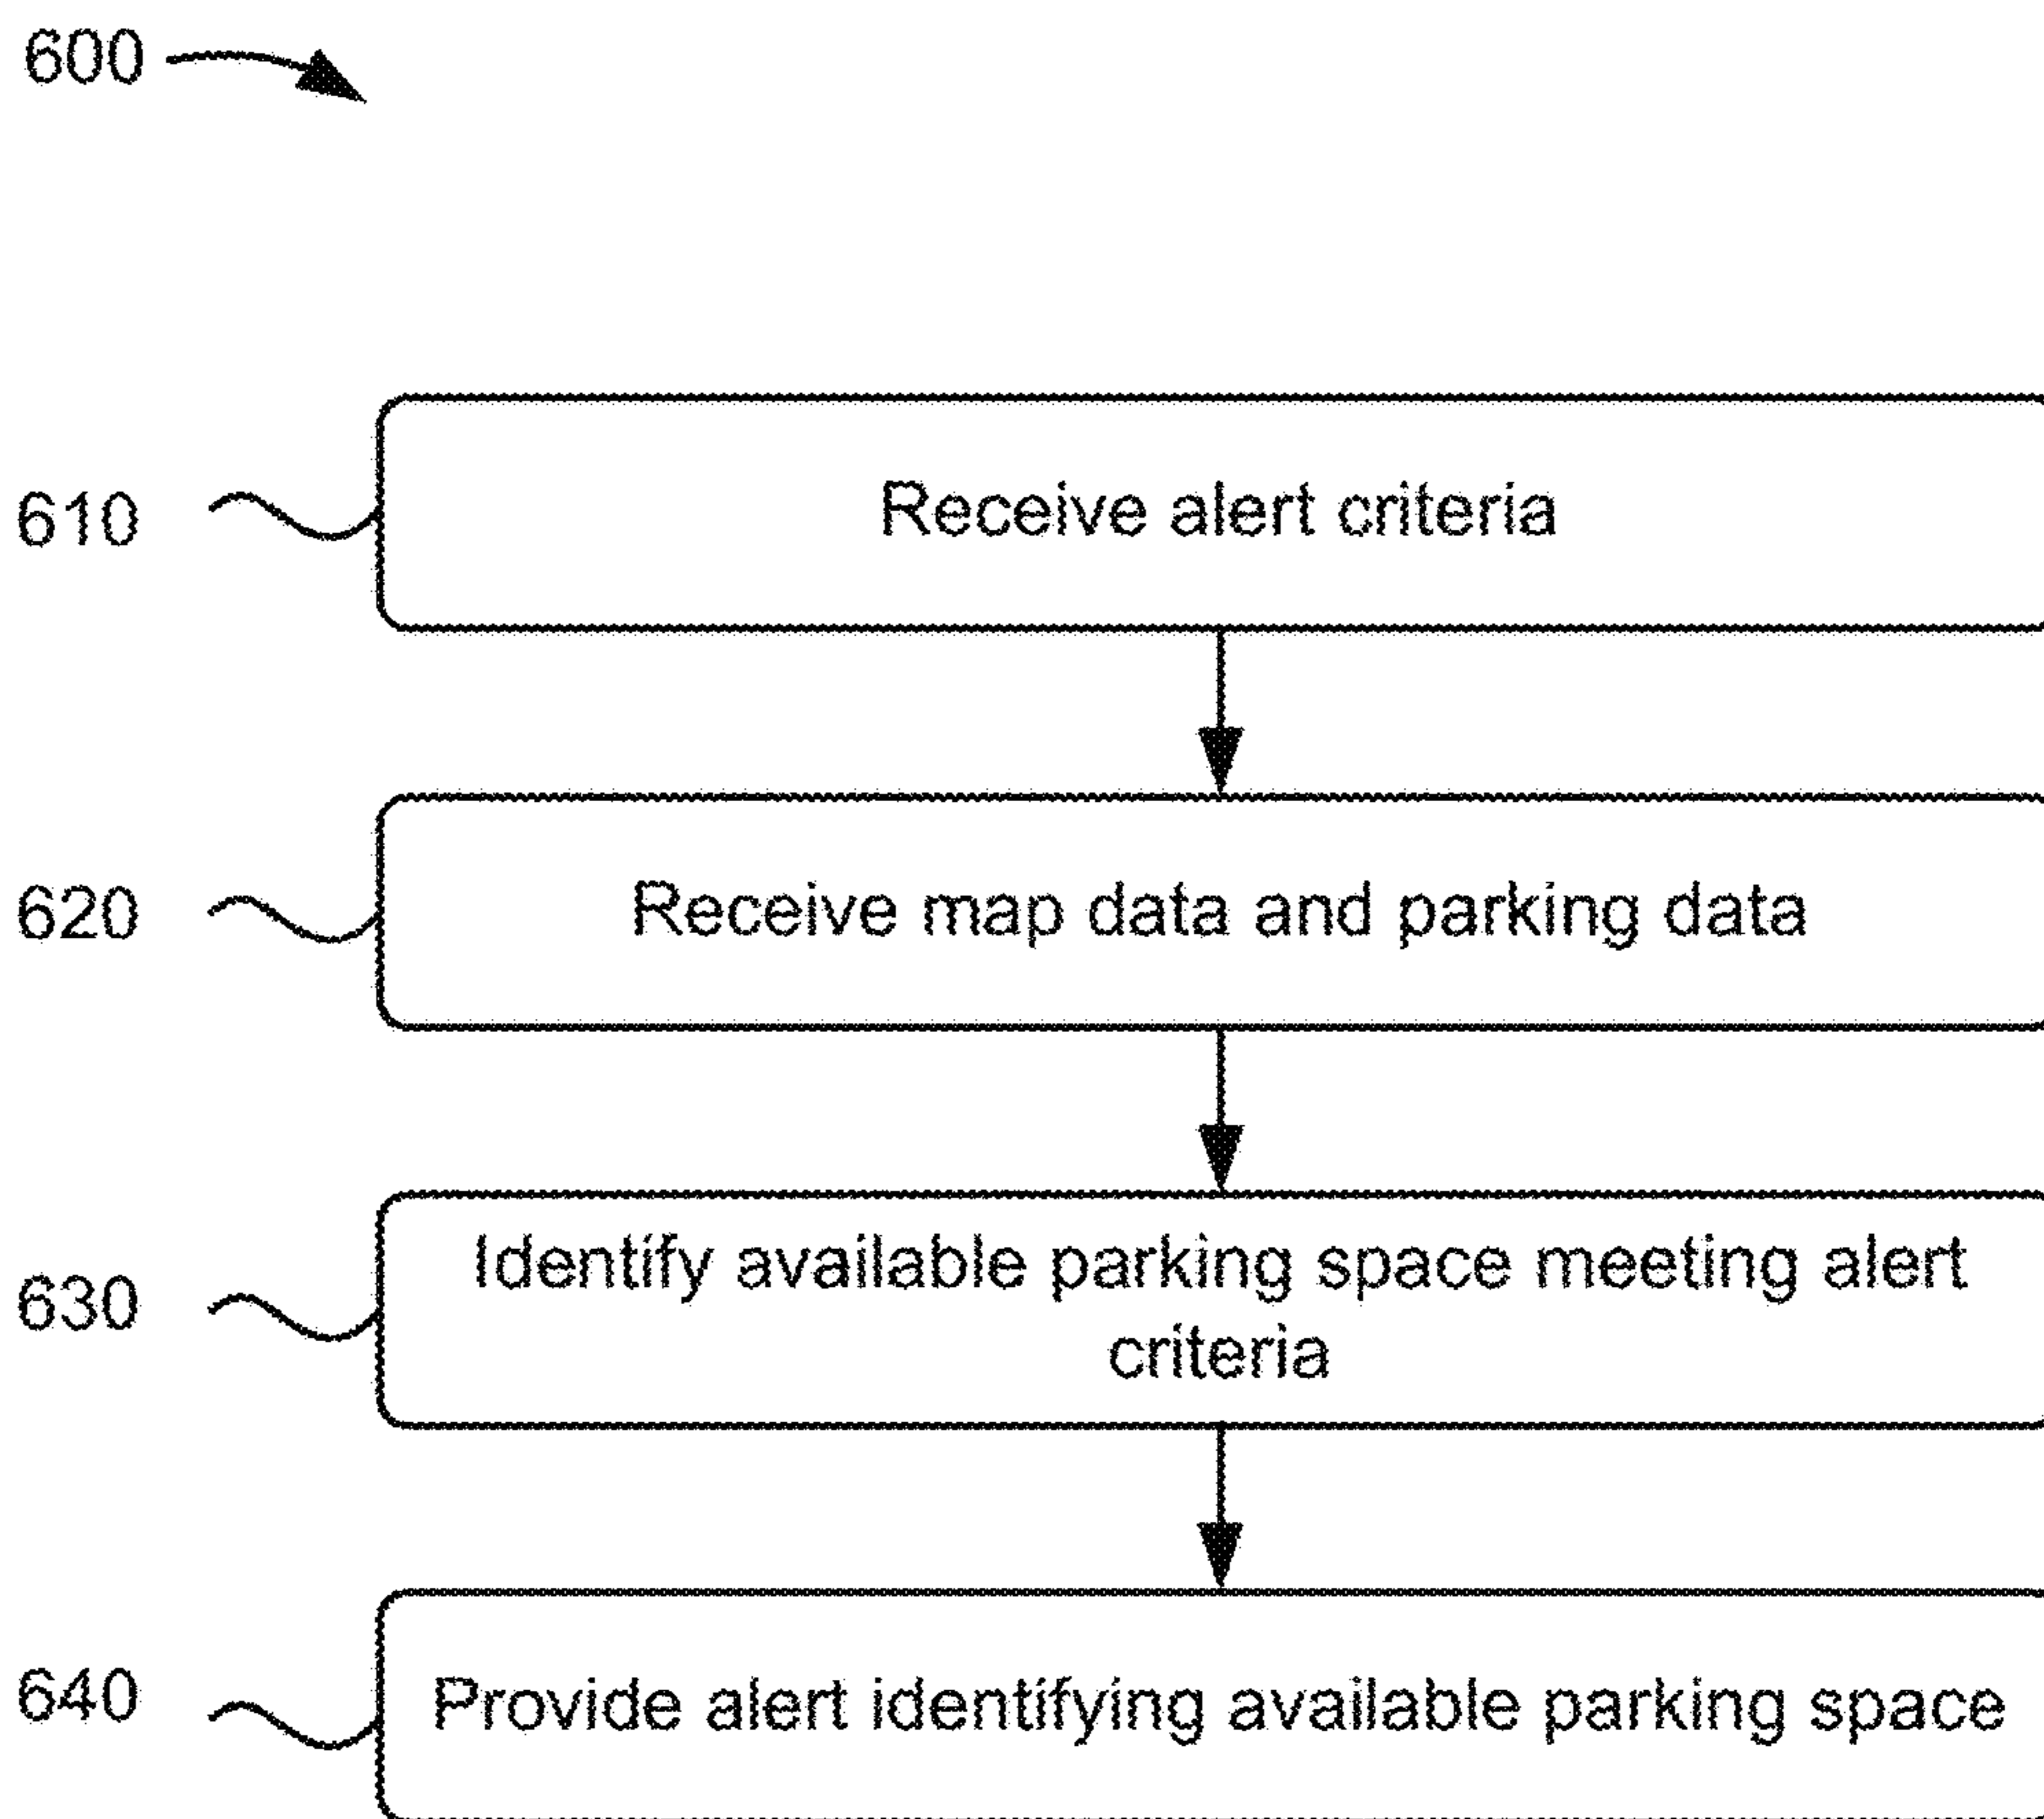 600
610
Receive alert criteria
620
Receive map data and parking data
630
Identify available parking space meeting alert
criteria
640
Provide alert identifying available parking space